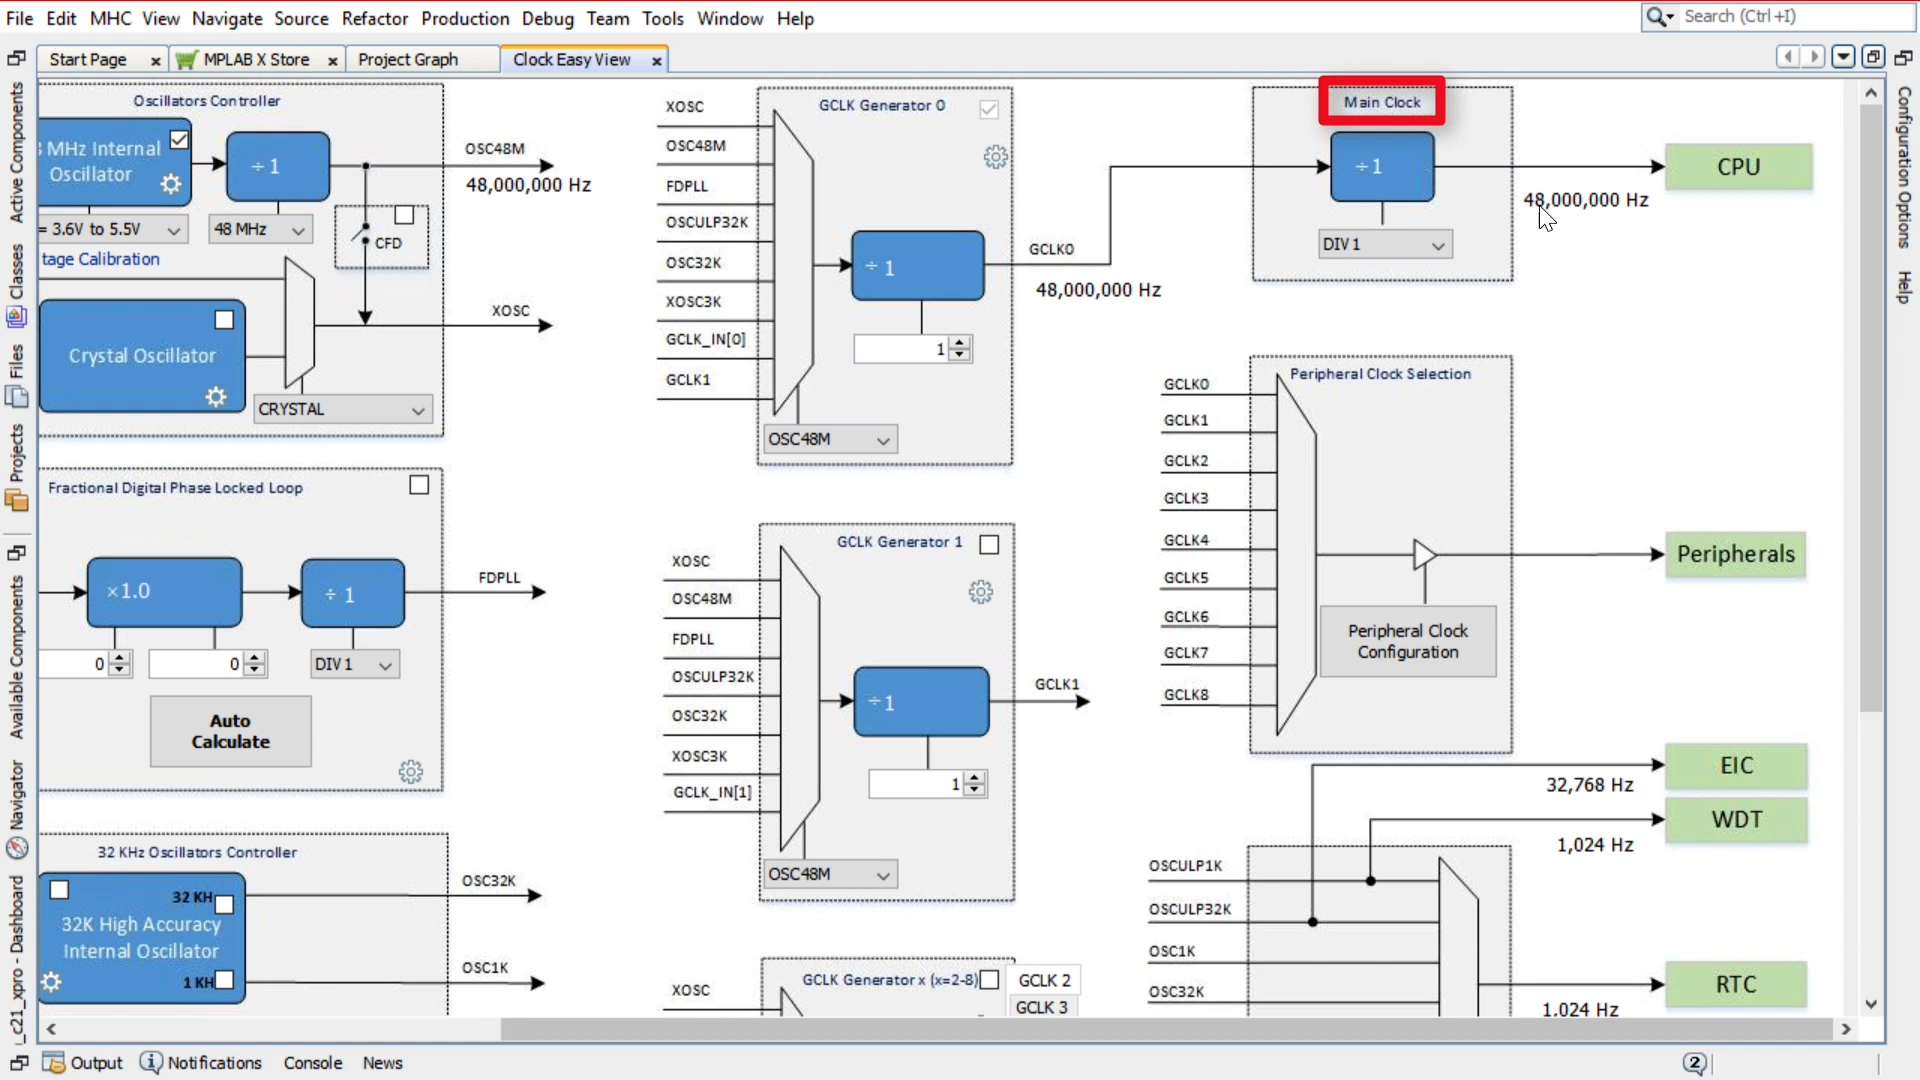 File Edit MHC View Navigate Source Refactor Production Debug Team Tools Window Help
Search (Ctrl+I)
Start Page
MPLAB X Store
Project Graph
Clock Easy View
Active Components
Classes
Files
Projects
Available Components
Navigator
_c21_xpro - Dashboard
Oscillators Controller
MHz Internal
Oscillator
÷1
OSC48M
48,000,000 Hz
= 3.6V to 5.5V
48 MHz
CFD
tage Calibration
XOSC
Crystal Oscillator
CRYSTAL
Fractional Digital Phase Locked Loop
×1.0
÷ 1
FDPLL
0
0
DIV 1
Auto
Calculate
32 KHz Oscillators Controller
32 KH
32K High Accuracy
Internal Oscillator
1 KH
OSC32K
OSC1K
GCLK Generator 0
XOSC
OSC48M
FDPLL
OSCULP32K
OSC32K
XOSC3K
GCLK_IN[0]
GCLK1
÷ 1
1
OSC48M
GCLK0
48,000,000 Hz
GCLK Generator 1
XOSC
OSC48M
FDPLL
OSCULP32K
OSC32K
XOSC3K
GCLK_IN[1]
÷1
1
OSC48M
GCLK1
GCLK Generator x (x=2-8)
XOSC
GCLK 2
GCLK 3
Main Clock
÷1
DIV 1
48,000,000 Hz
CPU
Peripheral Clock Selection
GCLK0
GCLK1
GCLK2
GCLK3
GCLK4
GCLK5
GCLK6
GCLK7
GCLK8
Peripheral Clock
Configuration
Peripherals
EIC
32,768 Hz
WDT
1,024 Hz
OSCULP1K
OSCULP32K
OSC1K
OSC32K
RTC
1,024 Hz
Configuration Options
Help
Output
Notifications
Console
News
2